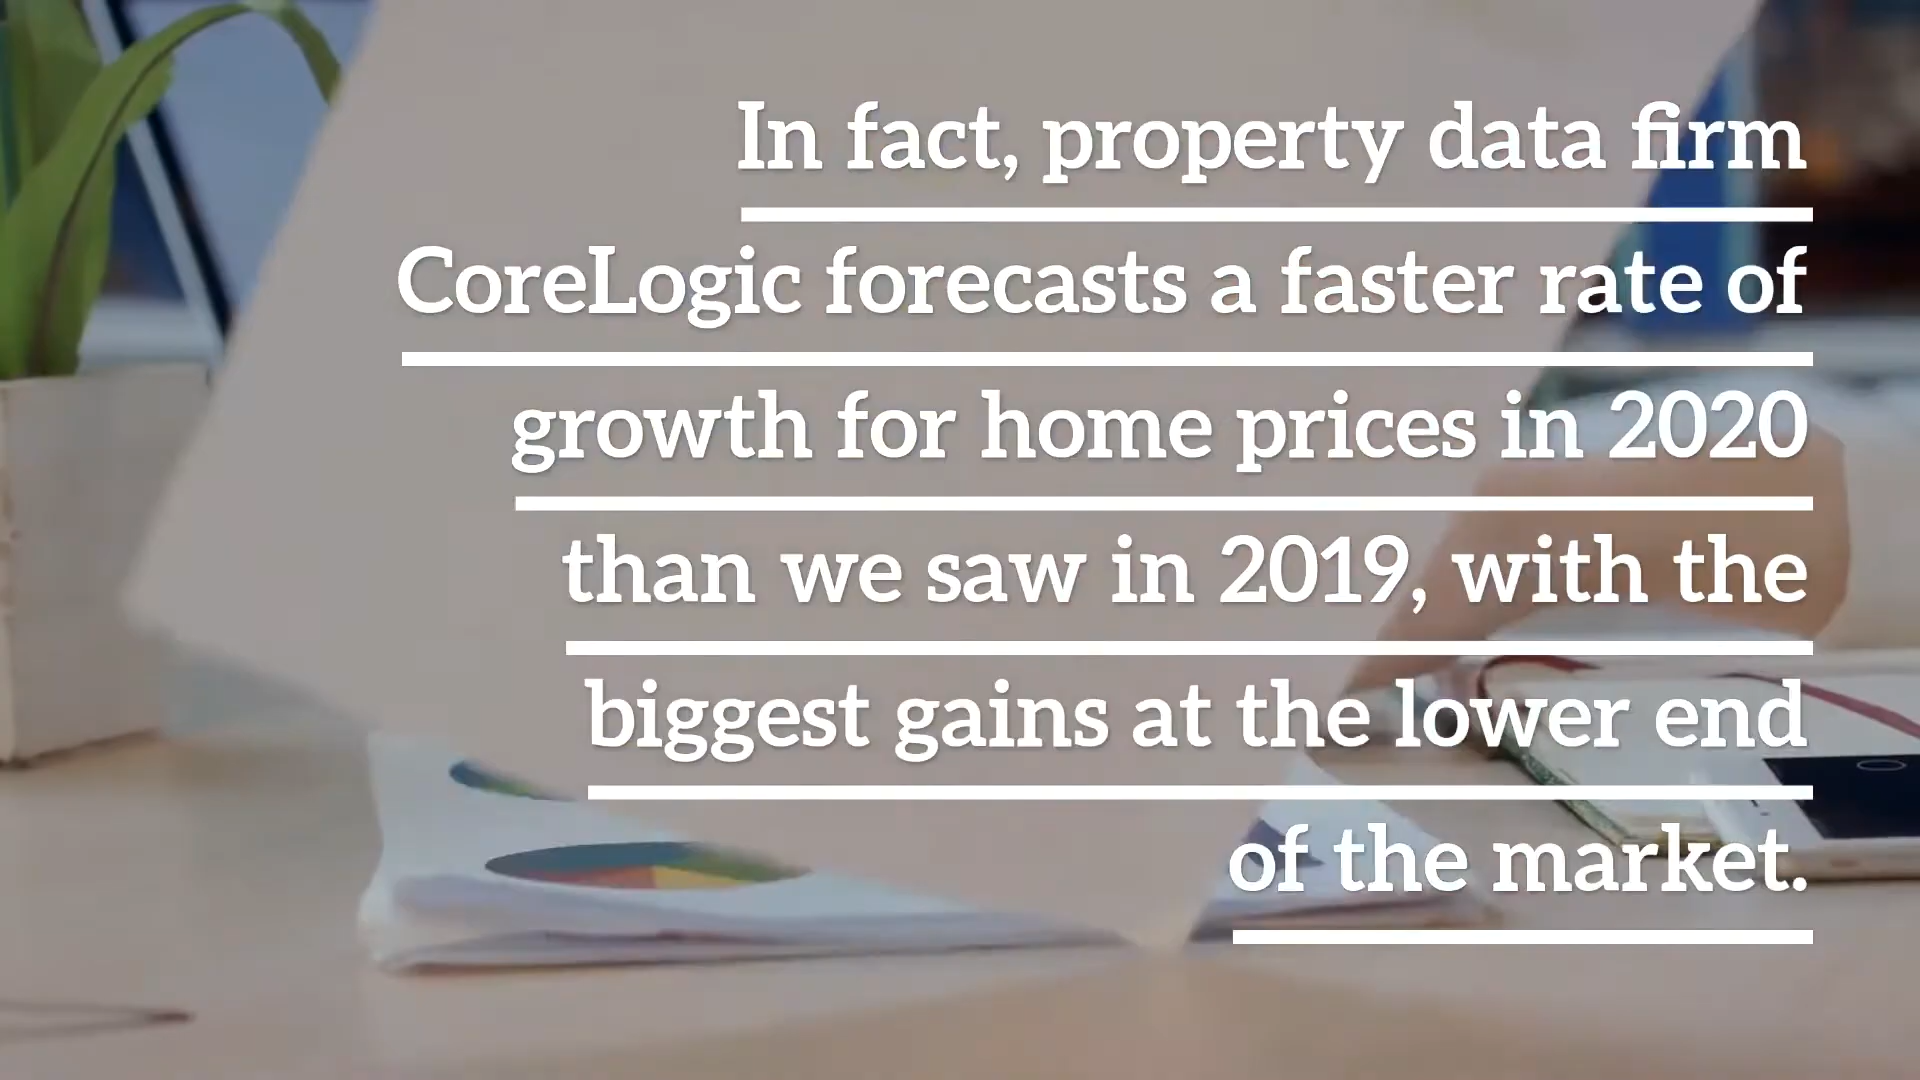 In fact, property data firm
CoreLogic forecasts a faster rate of
growth for home prices in 2020
than we saw in 2019, with the
biggest gains at the lower end
of the market.